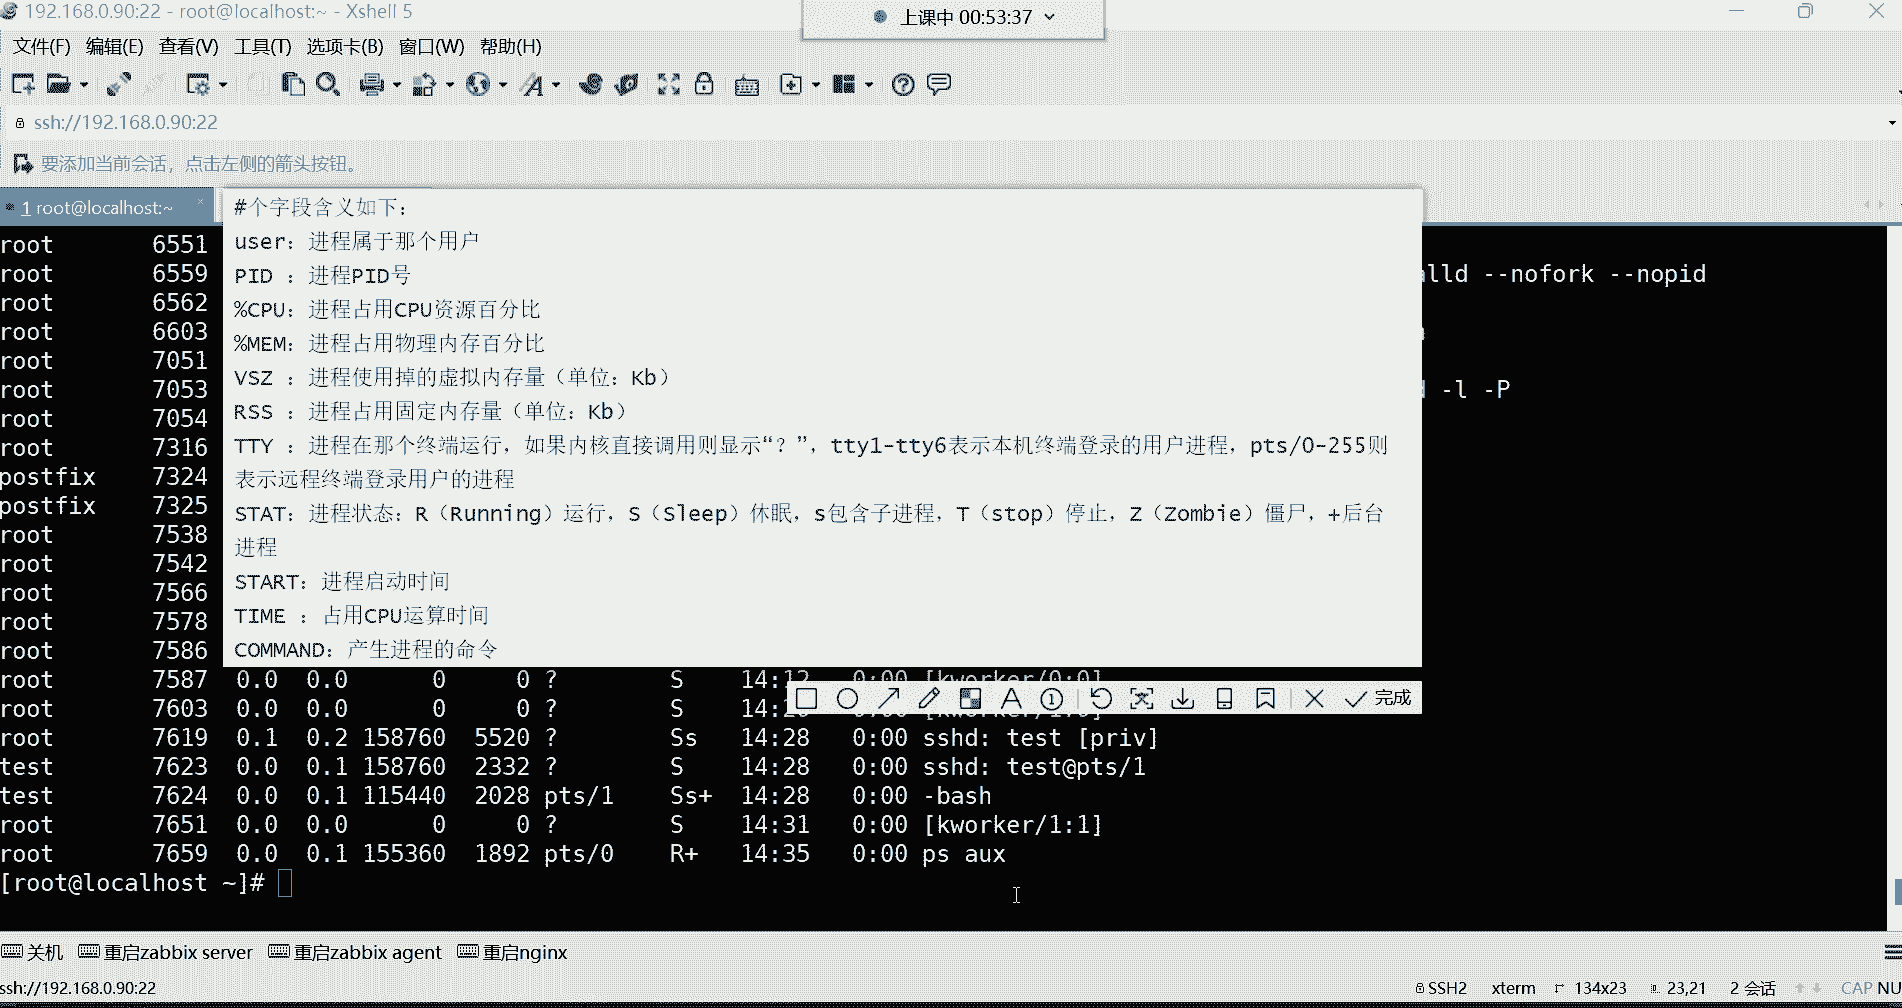 192.168.0.90:22 - root@localhost:~ - Xshell 5
上课中 00:53:37
文件(F) 编辑(E) 查看(V) 工具(T) 选项卡(B) 窗口(W) 帮助(H)
ssh://192.168.0.90:22
要添加当前会话，点击左侧的箭头按钮。
1 root@localhost:~
#个字段含义如下：
user：进程属于那个用户
PID ：进程PID号
%CPU：进程占用CPU资源百分比
%MEM：进程占用物理内存百分比
VSZ ：进程使用掉的虚拟内存量（单位：Kb）
RSS ：进程占用固定内存量（单位：Kb）
TTY ：进程在那个终端运行，如果内核直接调用则显示“？”，tty1-tty6表示本机终端登录的用户进程，pts/0-255则
表示远程终端登录用户的进程
STAT：进程状态：R（Running）运行，S（Sleep）休眠，s包含子进程，T（stop）停止，Z（Zombie）僵尸，+后台
进程
START：进程启动时间
TIME ：占用CPU运算时间
COMMAND：产生进程的命令
root 6551
root 6559 lld --nofork --nopid
root 6562
root 6603
root 7051
root 7053 -l -P
root 7054
root 7316
postfix 7324
postfix 7325
root 7538
root 7542
root 7566
root 7578
root 7586
root 7587 0.0 0.0 0 0 ? S 14:12 0:00 [kworker/0:0]
root 7603 0.0 0.0 0 0 ? S
完成
root 7619 0.1 0.2 158760 5520 ? Ss 14:28 0:00 sshd: test [priv]
test 7623 0.0 0.1 158760 2332 ? S 14:28 0:00 sshd: test@pts/1
test 7624 0.0 0.1 115440 2028 pts/1 Ss+ 14:28 0:00 -bash
root 7651 0.0 0.0 0 0 ? S 14:31 0:00 [kworker/1:1]
root 7659 0.0 0.1 155360 1892 pts/0 R+ 14:35 0:00 ps aux
[root@localhost ~]#
关机 重启zabbix server 重启zabbix agent 重启nginx
ssh://192.168.0.90:22 SSH2 xterm 134x23 23,21 2 会话 CAP NU